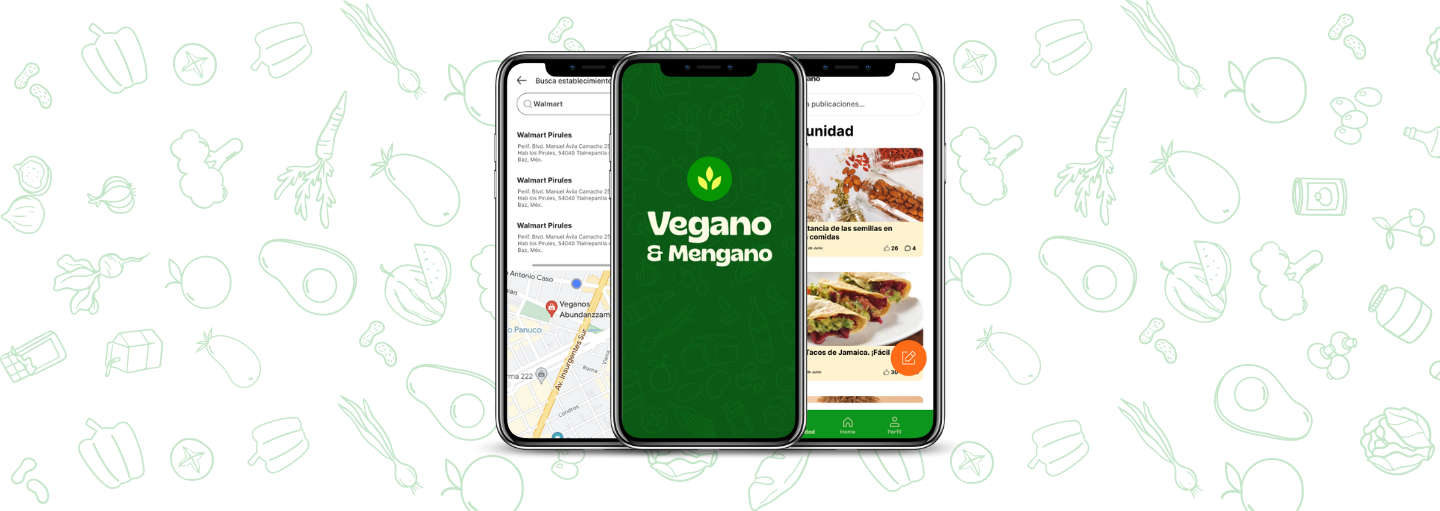 Busca establecimiento
Walmart
Walmart Pirules
Perif. Blvd. Manuel Ávila Camacho 25
Hab los Pirules, 54040 Tlalnepantla
Baz, Méx.
Walmart Pirules
Perif. Blvd. Manuel Ávila Camacho 25
Hab los Pirules, 54040 Tlalnepantla
Baz, Méx.
Walmart Pirules
Perif. Blvd. Manuel Ávila Camacho 25
Hab los Pirules, 54040 Tlalnepantla
Baz, Méx.
Antonio Caso
van
Veganos
Abundanzzam
Panuco
Av. Insurgentes Sur
Roma
Viena
rma 222
Londres
Vegano
& Mengano
ano
publicaciones...
unidad
tancia de las semillas en
comidas
de Junio
26
4
Tacos de Jamaica. ¡Fácil
de Junio
30
dad
Home
Perfil